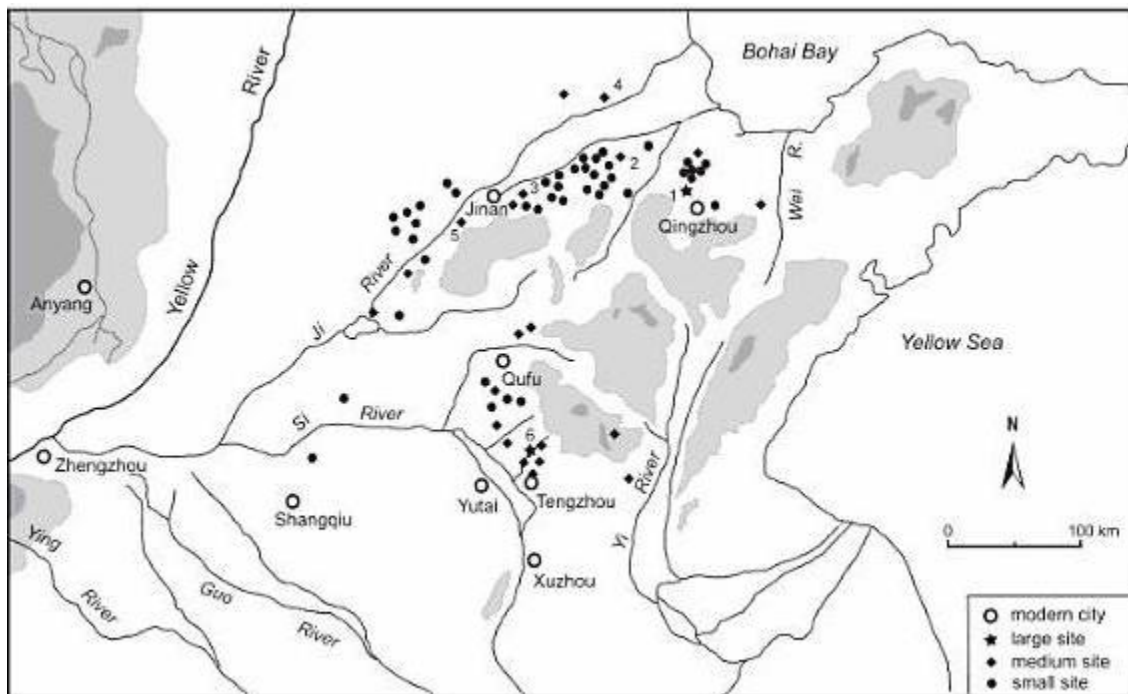 Bohai Bay
River
4
Wei R.
2
3
1
Jinan
Qingzhou
5
River
Yellow
Anyang
Yellow Sea
Ji
Qufu
Si River
6
N
Zhengzhou
River
Yutai
Tengzhou
Shangqiu
0 100 km
Ying
Yi
Xuzhou
Guo
River
River
modern city
large site
medium site
small site